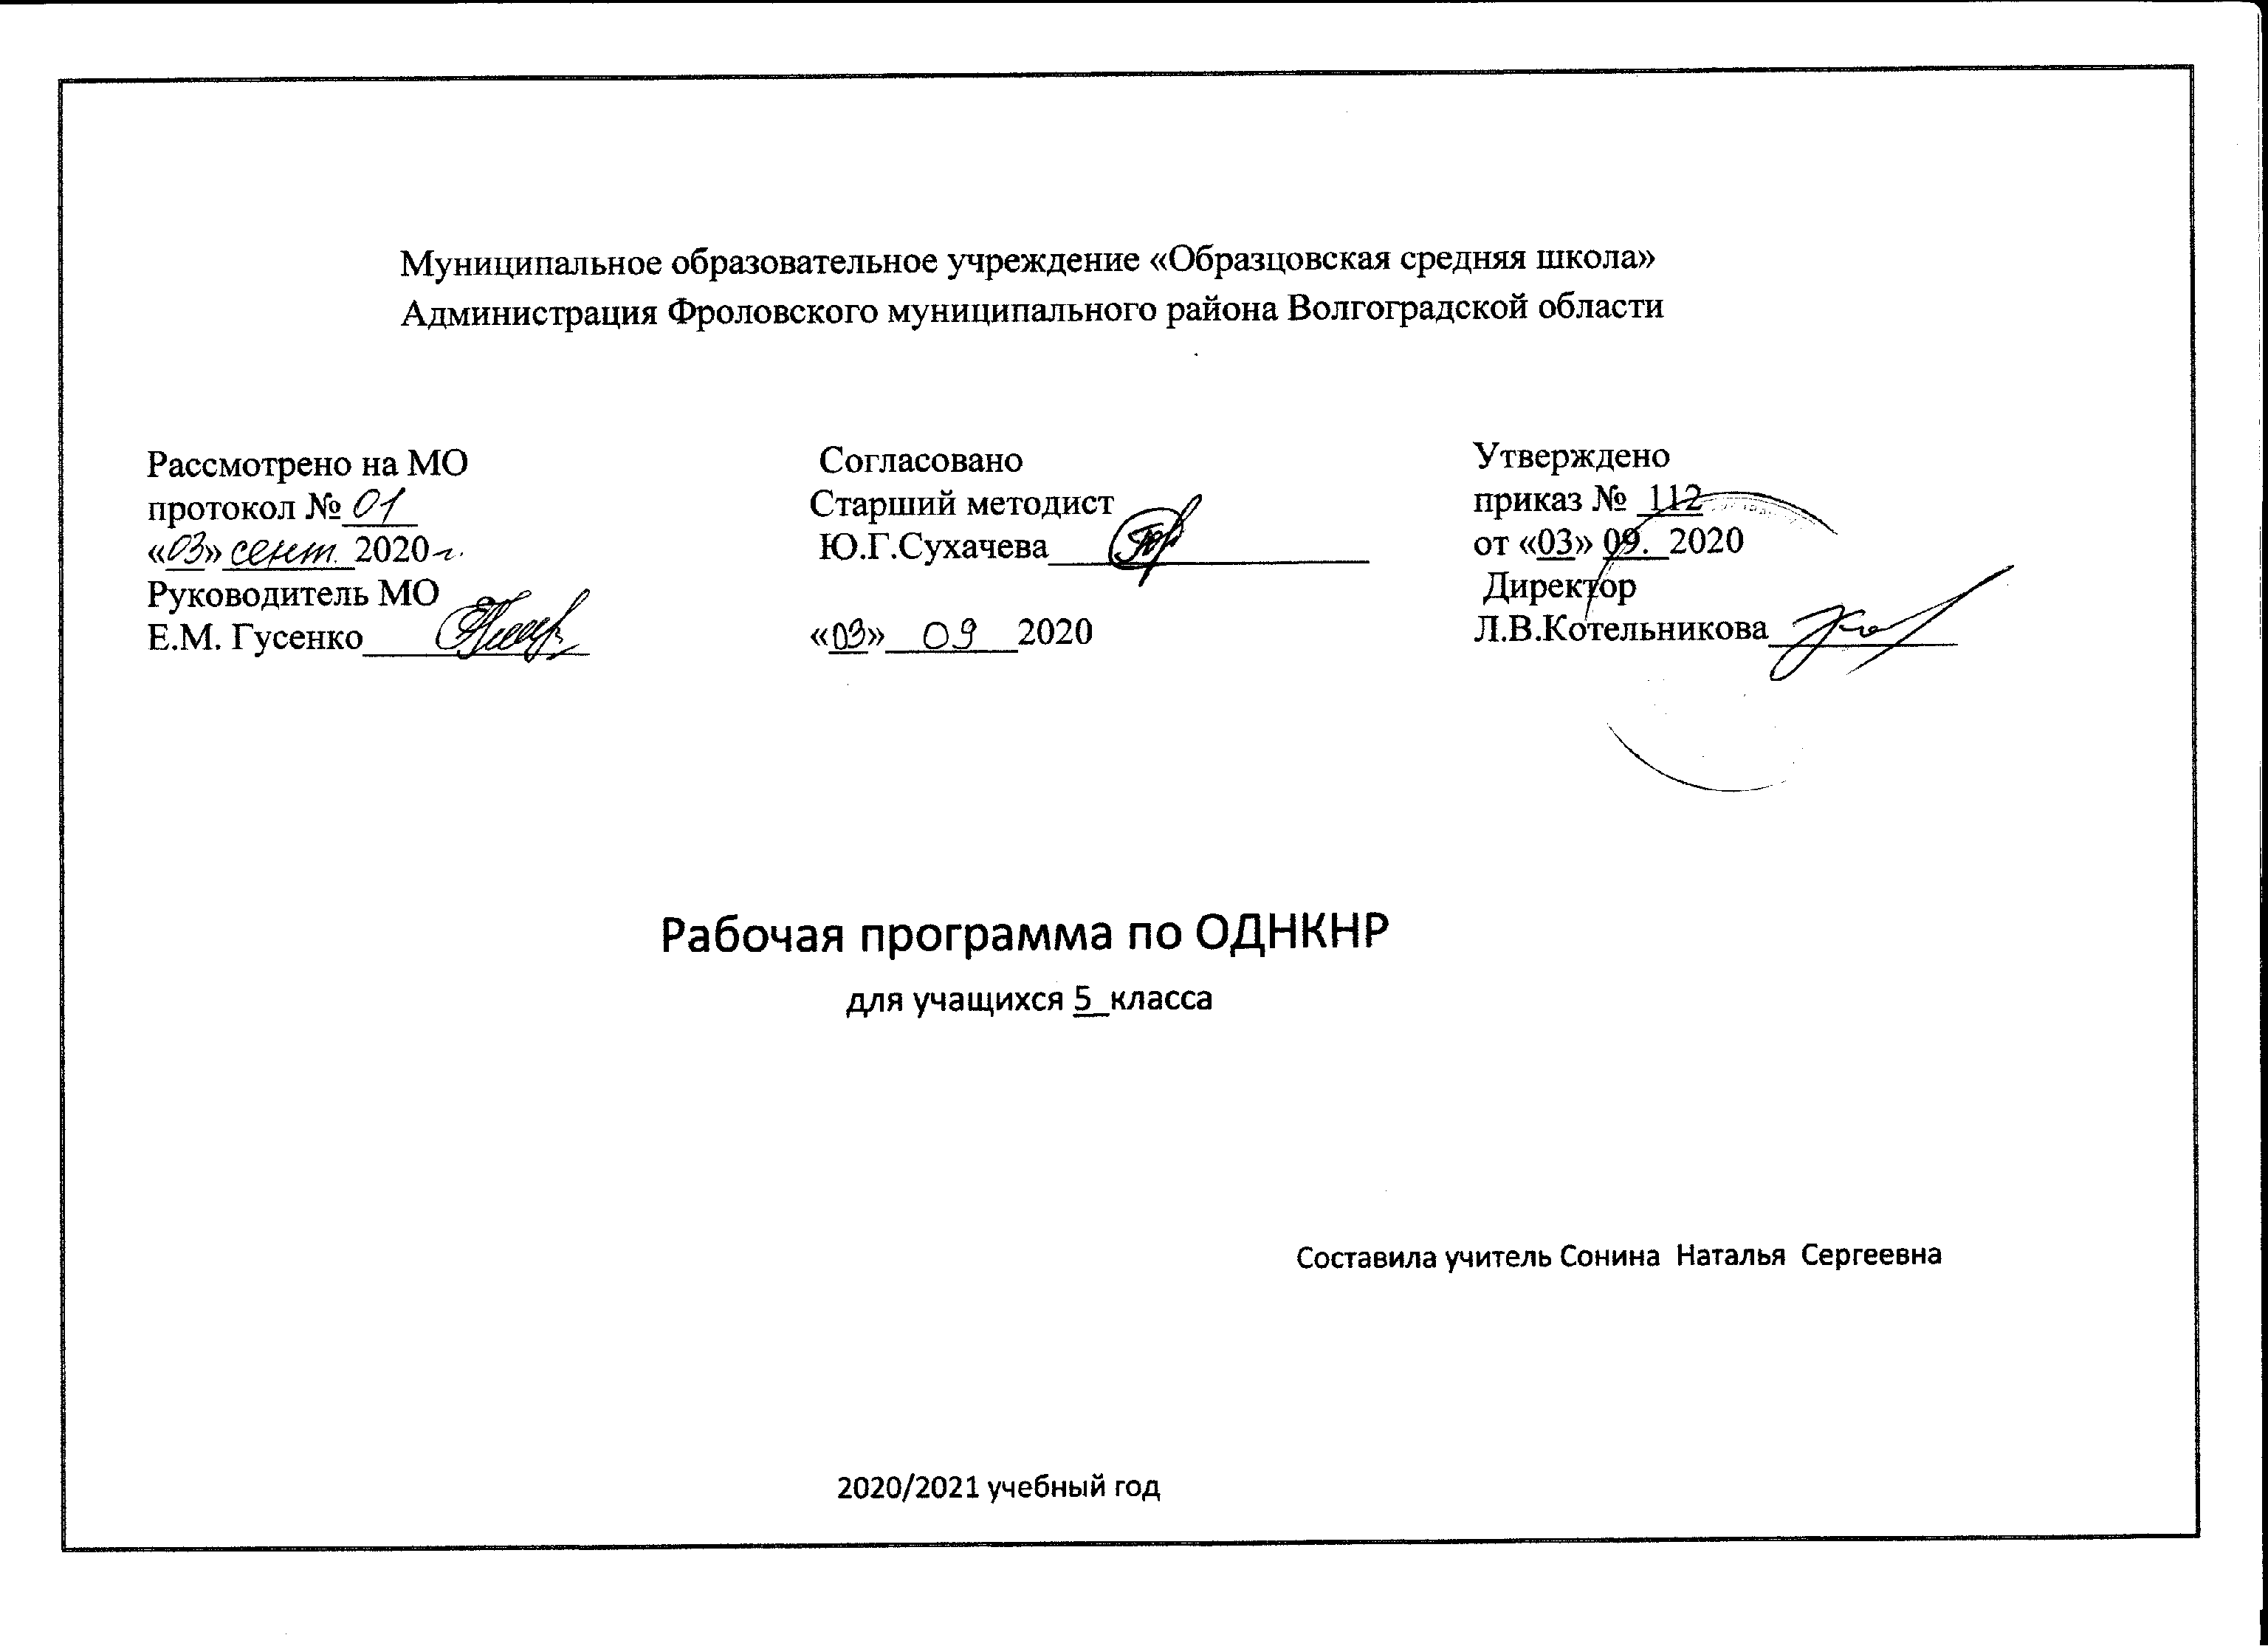 Муниципальное образовательное учреждение «Образцовская средняя школа»
Администрация Фроловского муниципального района Волгоградской области
Рассмотрено на МО
протокол № 01
«03» сент. 2020 г.
Руководитель МО
Е.М. Гусенко
Согласовано
Старший методист
Ю.Г.Сухачева
«03» 09 2020
Утверждено
приказ № 112
от «03» 09. 2020
Директор
Л.В.Котельникова
Рабочая программа по ОДНКНР
для учащихся 5 класса
Составила учитель Сонина Наталья Сергеевна
2020/2021 учебный год